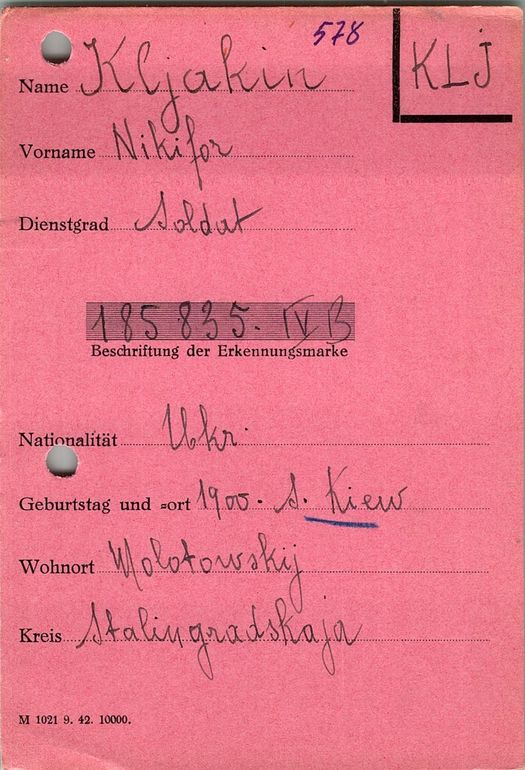 578
KLJ
Name Kljakin
Vorname Nikifor
Dienstgrad Soldat
185 835. IV B
Beschriftung der Erkennungsmarke
Nationalität Ukr.
Geburtstag und =ort 1900. S. Kiew
Wohnort Molotowskij
Kreis Stalingradskaja
M 1021 9. 42. 10000.